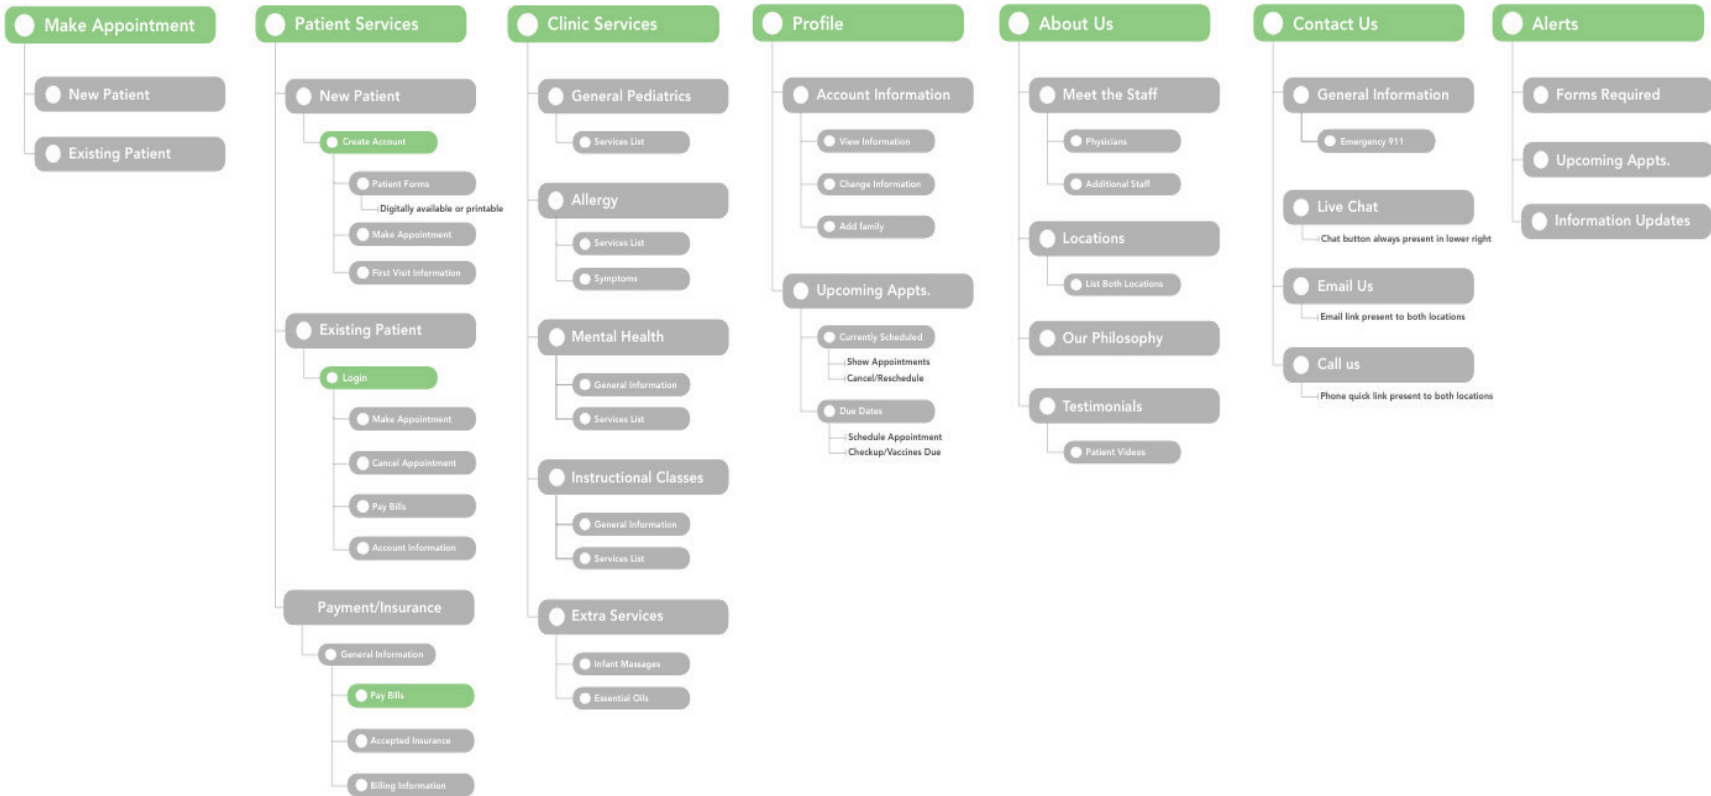 Make Appointment
New Patient
Existing Patient
Patient Services
New Patient
Create Account
Patient Forms
Digitally available or printable
Make Appointment
First Visit Information
Existing Patient
Login
Make Appointment
Cancel Appointment
Pay Bills
Account Information
Payment/Insurance
General Information
Pay Bills
Accepted Insurance
Billing Information
Clinic Services
General Pediatrics
Services List
Allergy
Services List
Symptoms
Mental Health
General Information
Services List
Instructional Classes
General Information
Services List
Extra Services
Infant Massages
Essential Oils
Profile
Account Information
View Information
Change Information
Add family
Upcoming Appts.
Currently Scheduled
Show Appointments
Cancel/Reschedule
Due Dates
Schedule Appointment
Checkup/Vaccines Due
About Us
Meet the Staff
Physicians
Additional Staff
Locations
List Both Locations
Our Philosophy
Testimonials
Patient Videos
Contact Us
General Information
Emergency 911
Live Chat
Chat button always present in lower right
Email Us
Email link present to both locations
Call us
Phone quick link present to both locations
Alerts
Forms Required
Upcoming Appts.
Information Updates